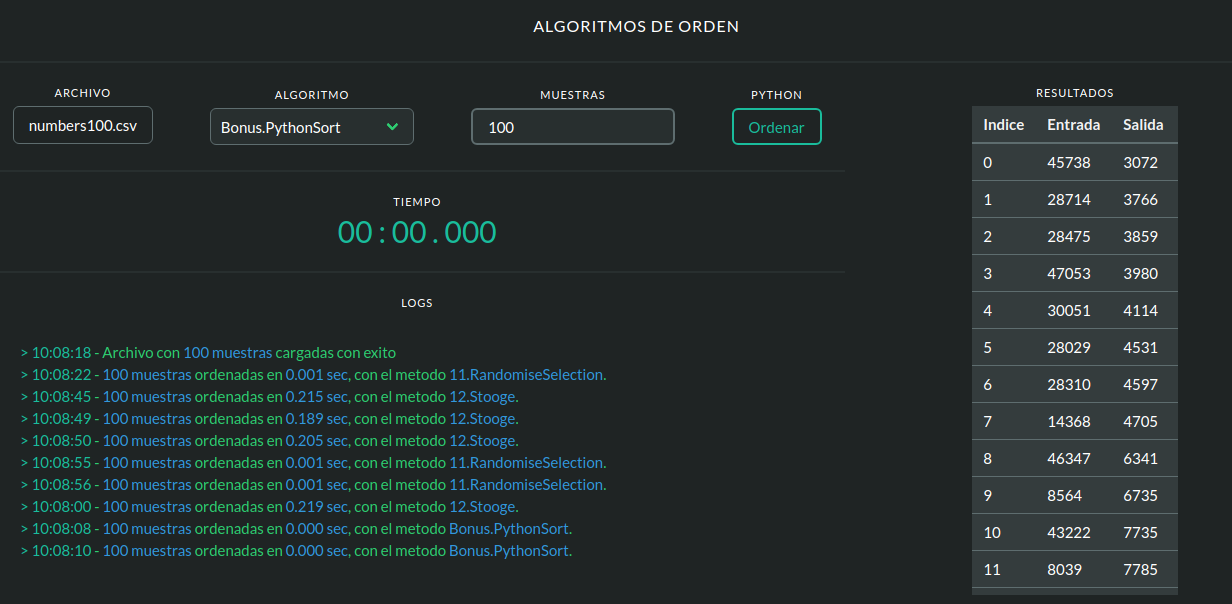 ALGORITMOS DE ORDEN
ARCHIVO
numbers100.csv
ALGORITMO
Bonus.PythonSort
MUESTRAS
100
PYTHON
Ordenar
TIEMPO
00 : 00 . 000
LOGS
> 10:08:18 - Archivo con 100 muestras cargadas con exito
> 10:08:22 - 100 muestras ordenadas en 0.001 sec, con el metodo 11.RandomiseSelection.
> 10:08:45 - 100 muestras ordenadas en 0.215 sec, con el metodo 12.Stooge.
> 10:08:49 - 100 muestras ordenadas en 0.189 sec, con el metodo 12.Stooge.
> 10:08:50 - 100 muestras ordenadas en 0.205 sec, con el metodo 12.Stooge.
> 10:08:55 - 100 muestras ordenadas en 0.001 sec, con el metodo 11.RandomiseSelection.
> 10:08:56 - 100 muestras ordenadas en 0.001 sec, con el metodo 11.RandomiseSelection.
> 10:08:00 - 100 muestras ordenadas en 0.219 sec, con el metodo 12.Stooge.
> 10:08:08 - 100 muestras ordenadas en 0.000 sec, con el metodo Bonus.PythonSort.
> 10:08:10 - 100 muestras ordenadas en 0.000 sec, con el metodo Bonus.PythonSort.
RESULTADOS
Indice Entrada Salida
0 45738 3072
1 28714 3766
2 28475 3859
3 47053 3980
4 30051 4114
5 28029 4531
6 28310 4597
7 14368 4705
8 46347 6341
9 8564 6735
10 43222 7735
11 8039 7785